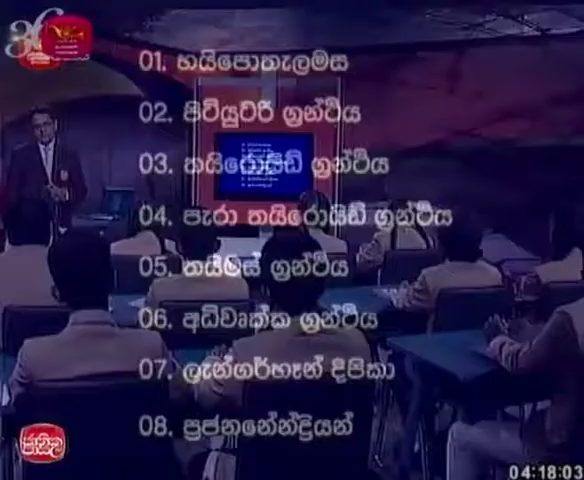 01. හයිපොතැලමස
02. පිටියුටරි ග්‍රන්ථිය
03. තයිරොයිඩ් ග්‍රන්ථිය
04. පැරා තයිරොයිඩ් ග්‍රන්ථිය
05. තයිමස් ග්‍රන්ථිය
06. අධිවෘක්ක ග්‍රන්ථිය
07. ලැන්ගර්හෑන් දීපිකා
08. ප්‍රජනනේන්ද්‍රියන්
ජාතික පාසල
04:18:03